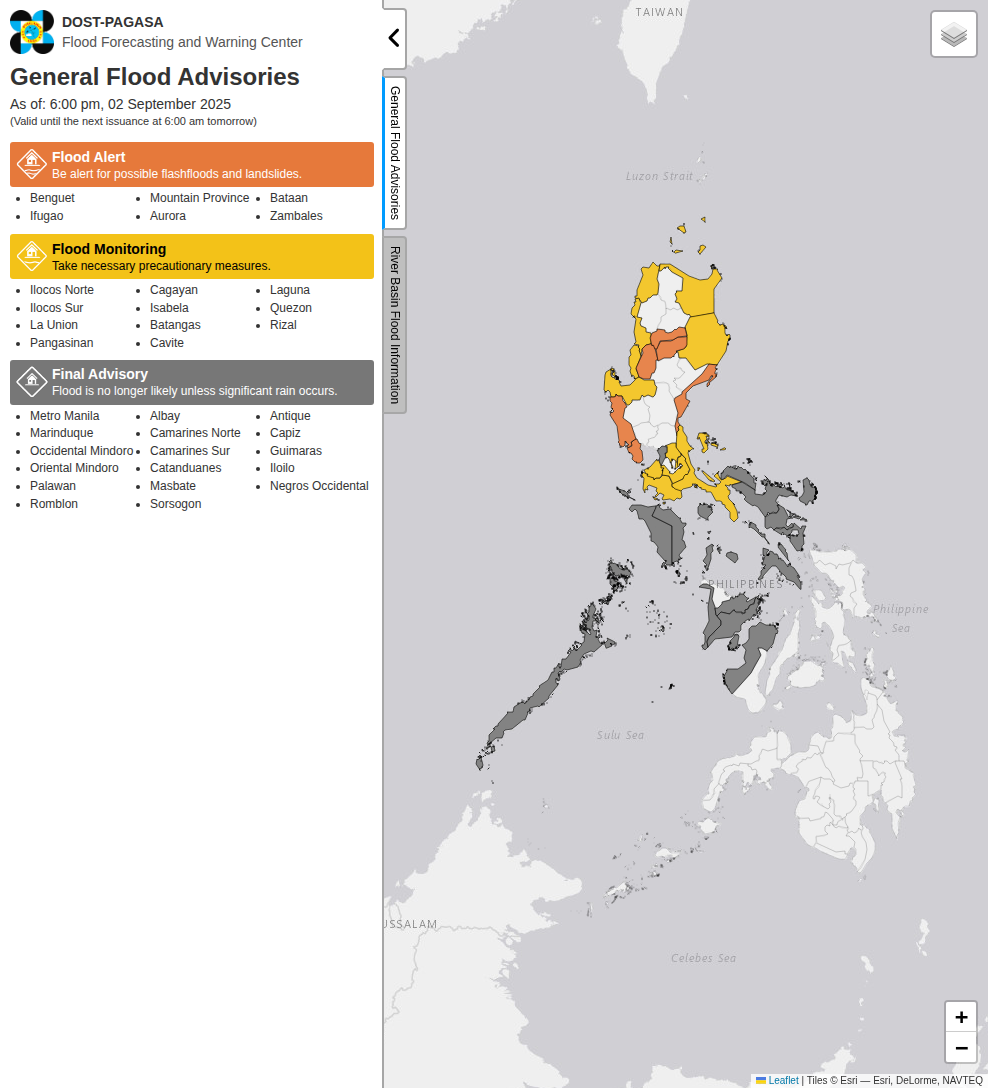 DOST-PAGASA
Flood Forecasting and Warning Center
General Flood Advisories
As of: 6:00 pm, 02 September 2025
(Valid until the next issuance at 6:00 am tomorrow)
Flood Alert
Be alert for possible flashfloods and landslides.
Benguet
Ifugao
Mountain Province
Aurora
Bataan
Zambales
Flood Monitoring
Take necessary precautionary measures.
Ilocos Norte
Ilocos Sur
La Union
Pangasinan
Cagayan
Isabela
Batangas
Cavite
Laguna
Quezon
Rizal
Final Advisory
Flood is no longer likely unless significant rain occurs.
Metro Manila
Marinduque
Occidental Mindoro
Oriental Mindoro
Palawan
Romblon
Albay
Camarines Norte
Camarines Sur
Catanduanes
Masbate
Sorsogon
Antique
Capiz
Guimaras
Iloilo
Negros Occidental
General Flood Advisories
River Basin Flood Information
TAIWAN
Luzon Strait
PHILIPPINES
Philippine
Sea
Sulu Sea
USSALAM
Celebes Sea
+
−
Leaflet | Tiles © Esri — Esri, DeLorme, NAVTEQ